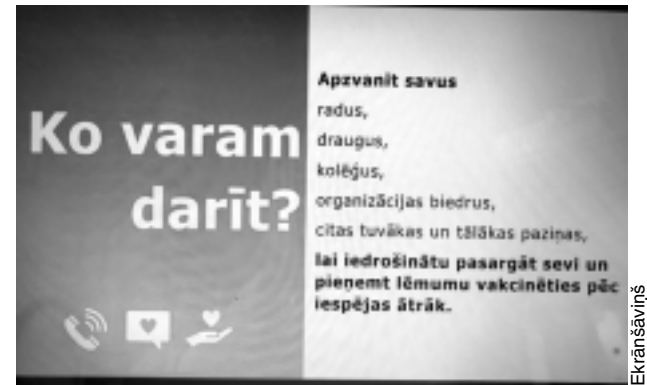 Ko varam
darīt?
Apzvanīt savus
radus,
draugus,
kolēģus,
organizācijas biedrus,
citas tuvākas un tālākas paziņas,
lai iedrošinātu pasargāt sevi un
pieņemt lēmumu vakcinēties pēc
iespējas ātrāk.
Ekrānšāviņš